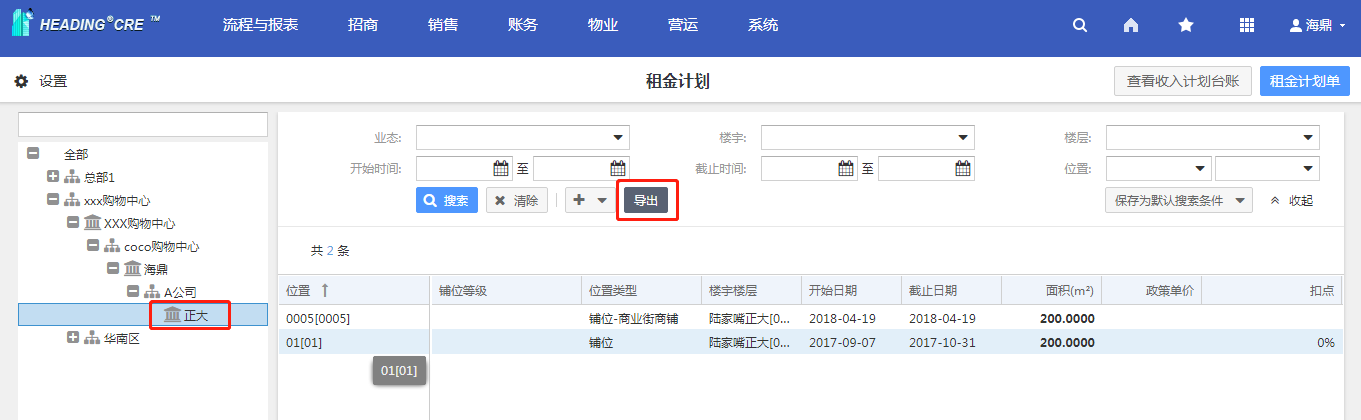 HEADING®CRE ™ 流程与报表 招商 销售 账务 物业 营运 系统 海鼎
设置 租金计划 查看收入计划台账 租金计划单
业态: 楼宇: 楼层:
全部
开始时间: 至 截止时间: 至 位置:
总部1
xxx购物中心 搜索 清除 导出 保存为默认搜索条件 收起
XXX购物中心
coco购物中心 共 2 条
海鼎
A公司 位置 铺位等级 位置类型 楼宇楼层 开始日期 截止日期 面积(m²) 政策单价 扣点
正大 0005[0005] 铺位-商业街商铺 陆家嘴正大[0... 2018-04-19 2018-04-19 200.0000
华南区 01[01] 铺位 陆家嘴正大[0... 2017-09-07 2017-10-31 200.0000 0%
01[01]